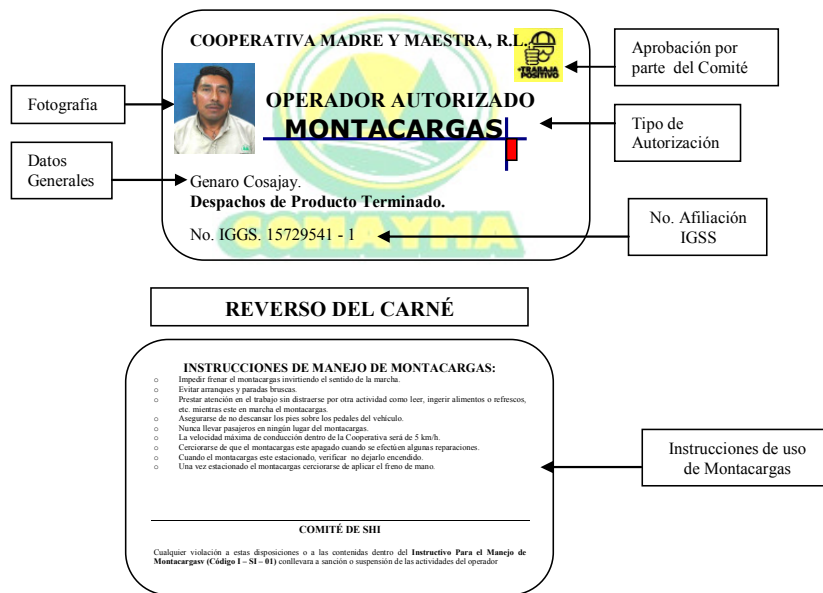 COOPERATIVA MADRE Y MAESTRA, R.L.
+TRABAJA
POSITIVO
Aprobación por
parte del Comité
Fotografia
OPERADOR AUTORIZADO
MONTACARGAS
Tipo de
Autorización
Datos
Generales
Genaro Cosajay.
Despachos de Producto Terminado.
COMAYMA
No. IGGS. 15729541 - 1
No. Afiliación
IGSS
REVERSO DEL CARNÉ
INSTRUCCIONES DE MANEJO DE MONTACARGAS:
o Impedir frenar el montacargas invirtiendo el sentido de la marcha.
o Evitar arranques y paradas bruscas.
o Prestar atención en el trabajo sin distraerse por otra actividad como leer, ingerir alimentos o refrescos,
etc. mientras este en marcha el montacargas.
o Asegurarse de no descansar los pies sobre los pedales del vehículo.
o Nunca llevar pasajeros en ningún lugar del montacargas.
o La velocidad máxima de conducción dentro de la Cooperativa será de 5 km/h.
o Cerciorarse de que el montacargas este apagado cuando se efectúen algunas reparaciones.
o Cuando el montacargas este estacionado, verificar no dejarlo encendido.
o Una vez estacionado el montacargas cerciorarse de aplicar el freno de mano.
Instrucciones de uso
de Montacargas
COMITÉ DE SHI
Cualquier violación a estas disposiciones o a las contenidas dentro del Instructivo Para el Manejo de
Montacargasv (Código I – SI – 01) conllevara a sanción o suspensión de las actividades del operador